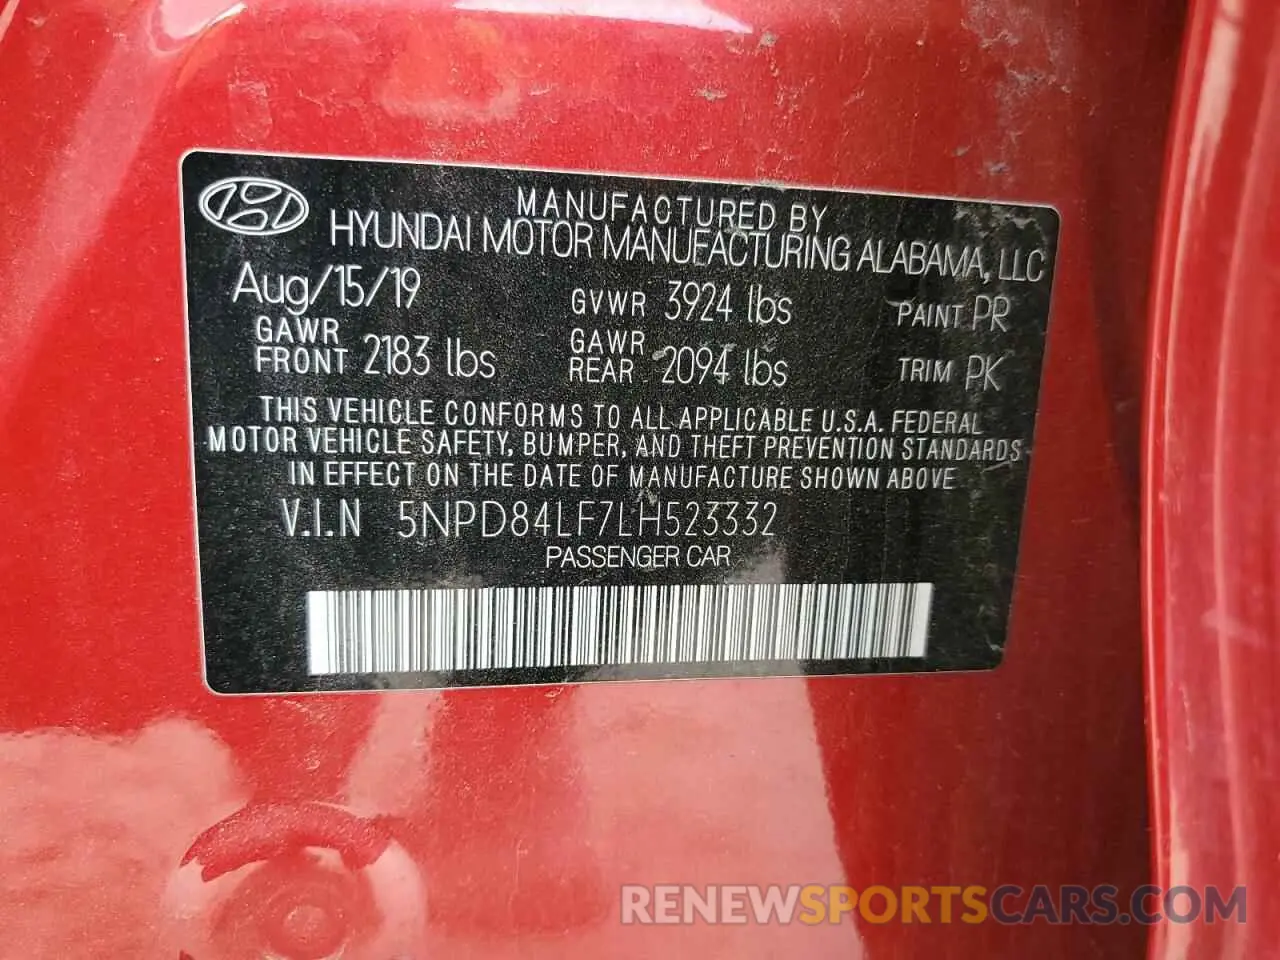 MANUFACTURED BY
HYUNDAI MOTOR MANUFACTURING ALABAMA, LLC
Aug/15/19 GVWR 3924 lbs PAINT PR
GAWR FRONT 2183 lbs GAWR REAR 2094 lbs TRIM PK
THIS VEHICLE CONFORMS TO ALL APPLICABLE U.S.A. FEDERAL
MOTOR VEHICLE SAFETY, BUMPER, AND THEFT PREVENTION STANDARDS
IN EFFECT ON THE DATE OF MANUFACTURE SHOWN ABOVE
V.I.N 5NPD84LF7LH523332
PASSENGER CAR
RENEWSPORTSCARS.COM